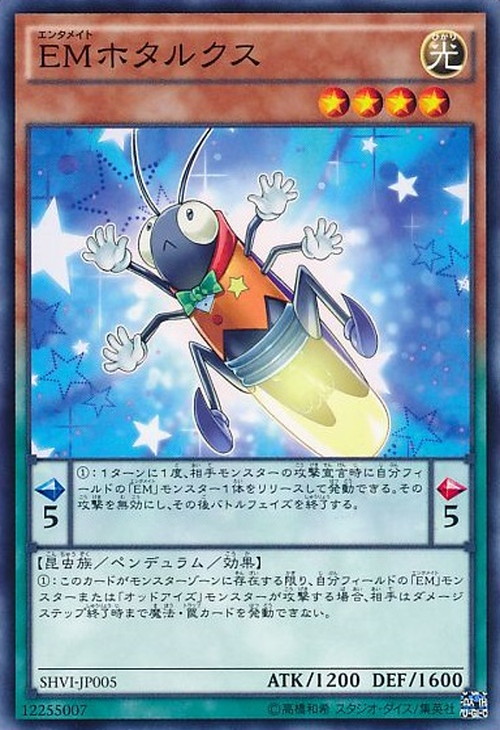 エンタメイト
EMホタルクス
ひかり
光
①:1ターンに1度、相手モンスターの攻撃宣言時に自分フィ
ールドの「EM」モンスター1体をリリースして発動できる。その
攻撃を無効にし、その後バトルフェイズを終了する。
5
5
【昆虫族/ペンデュラム/効果】
①:このカードがモンスターゾーンに存在する限り、自分フィールドの「EM」モン
スターまたは「オッドアイズ」モンスターが攻撃する場合、相手はダメージ
ステップ終了時まで魔法・罠カードを発動できない。
SHVI-JP005
ATK/1200 DEF/1600
12255007
©高橋和希 スタジオ・ダイス/集英社